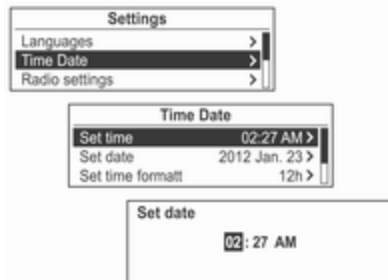 Settings
Languages >
Time Date >
Radio settings >
Time Date
Set time 02:27 AM >
Set date 2012 Jan. 23 >
Set time formatt 12h >
Set date
02 : 27 AM